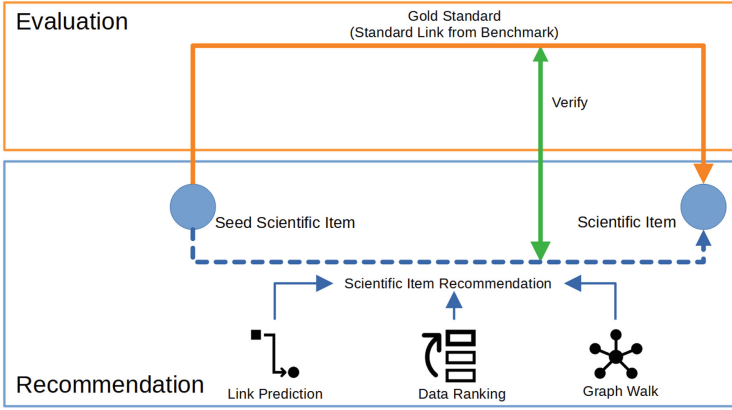 Evaluation
Gold Standard
(Standard Link from Benchmark)
Verify
Seed Scientific Item
Scientific Item
Scientific Item Recommendation
Recommendation
Link Prediction
Data Ranking
Graph Walk